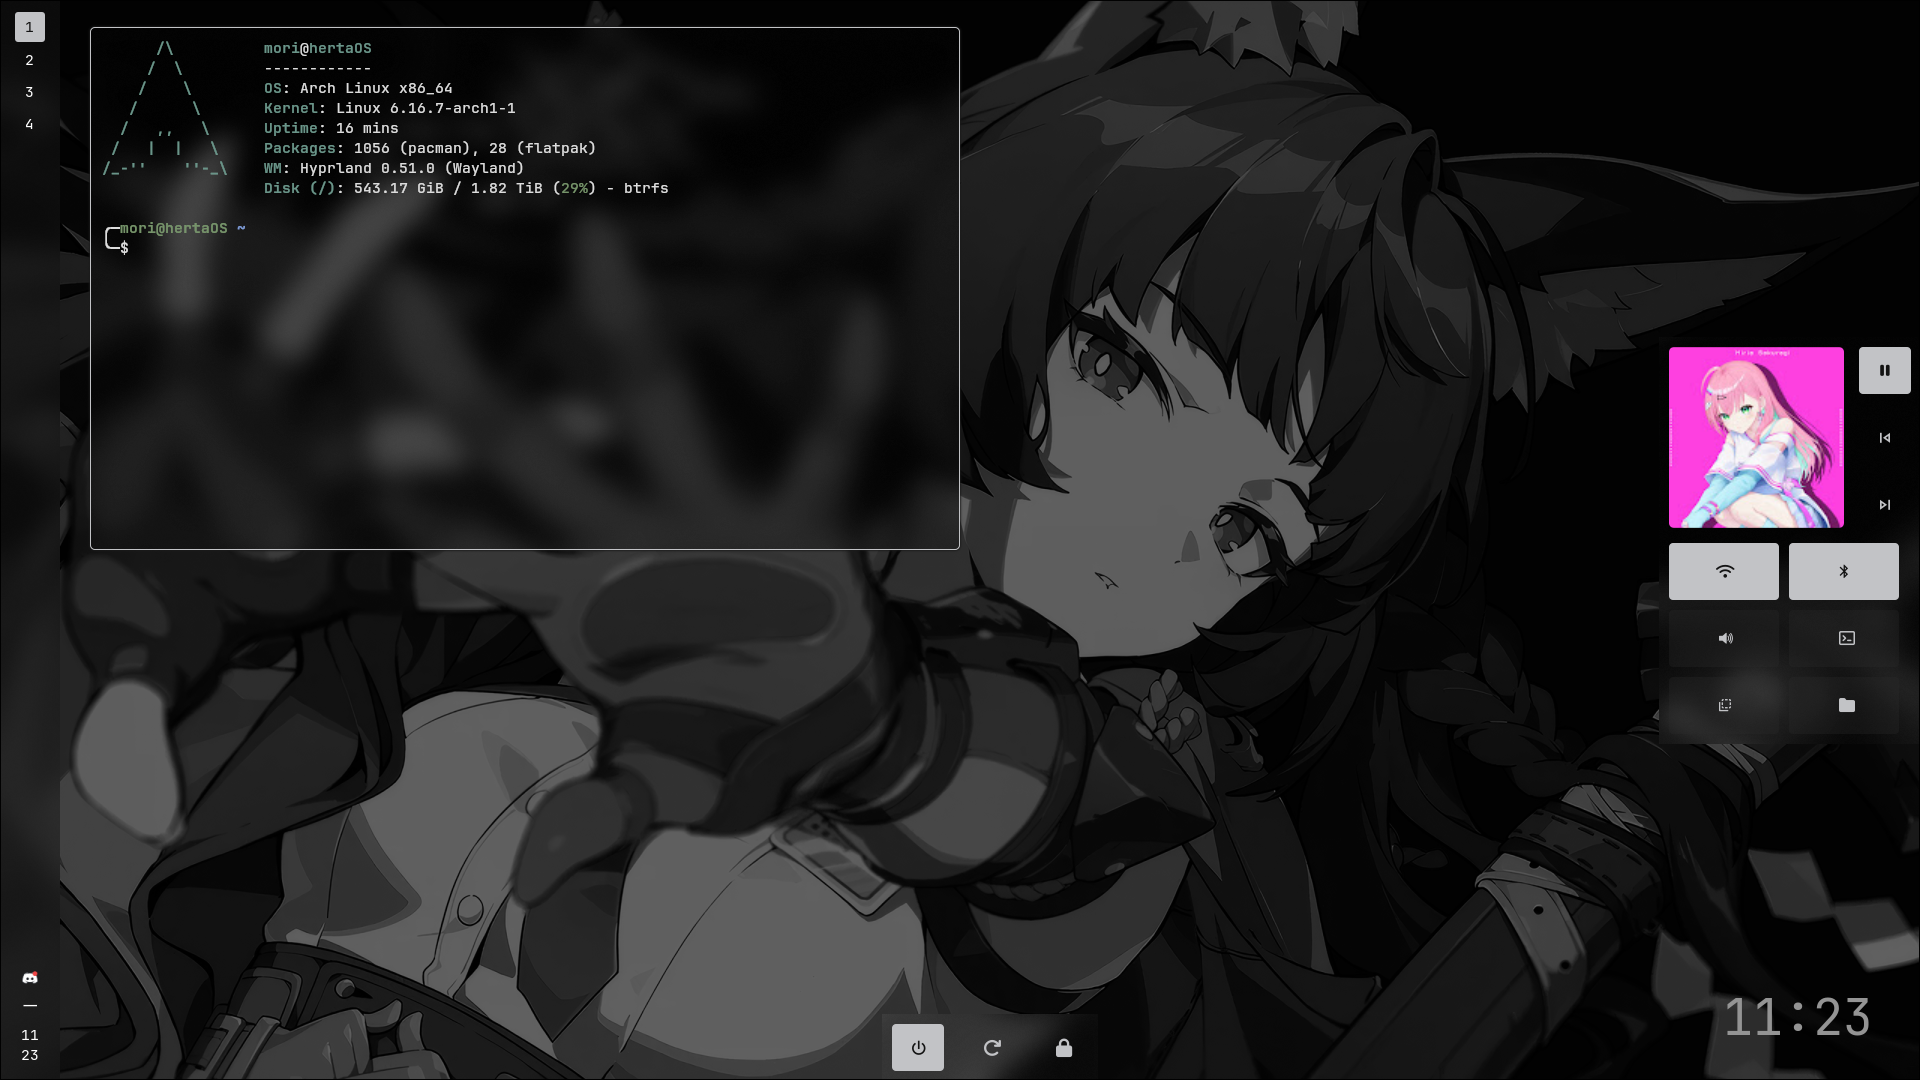 1
2
3
4
mori@hertaOS
------------
OS: Arch Linux x86_64
Kernel: Linux 6.16.7-arch1-1
Uptime: 16 mins
Packages: 1056 (pacman), 28 (flatpak)
WM: Hyprland 0.51.0 (Wayland)
Disk (/): 543.17 GiB / 1.82 TiB (29%) - btrfs
mori@hertaOS ~
$
11
23
11:23